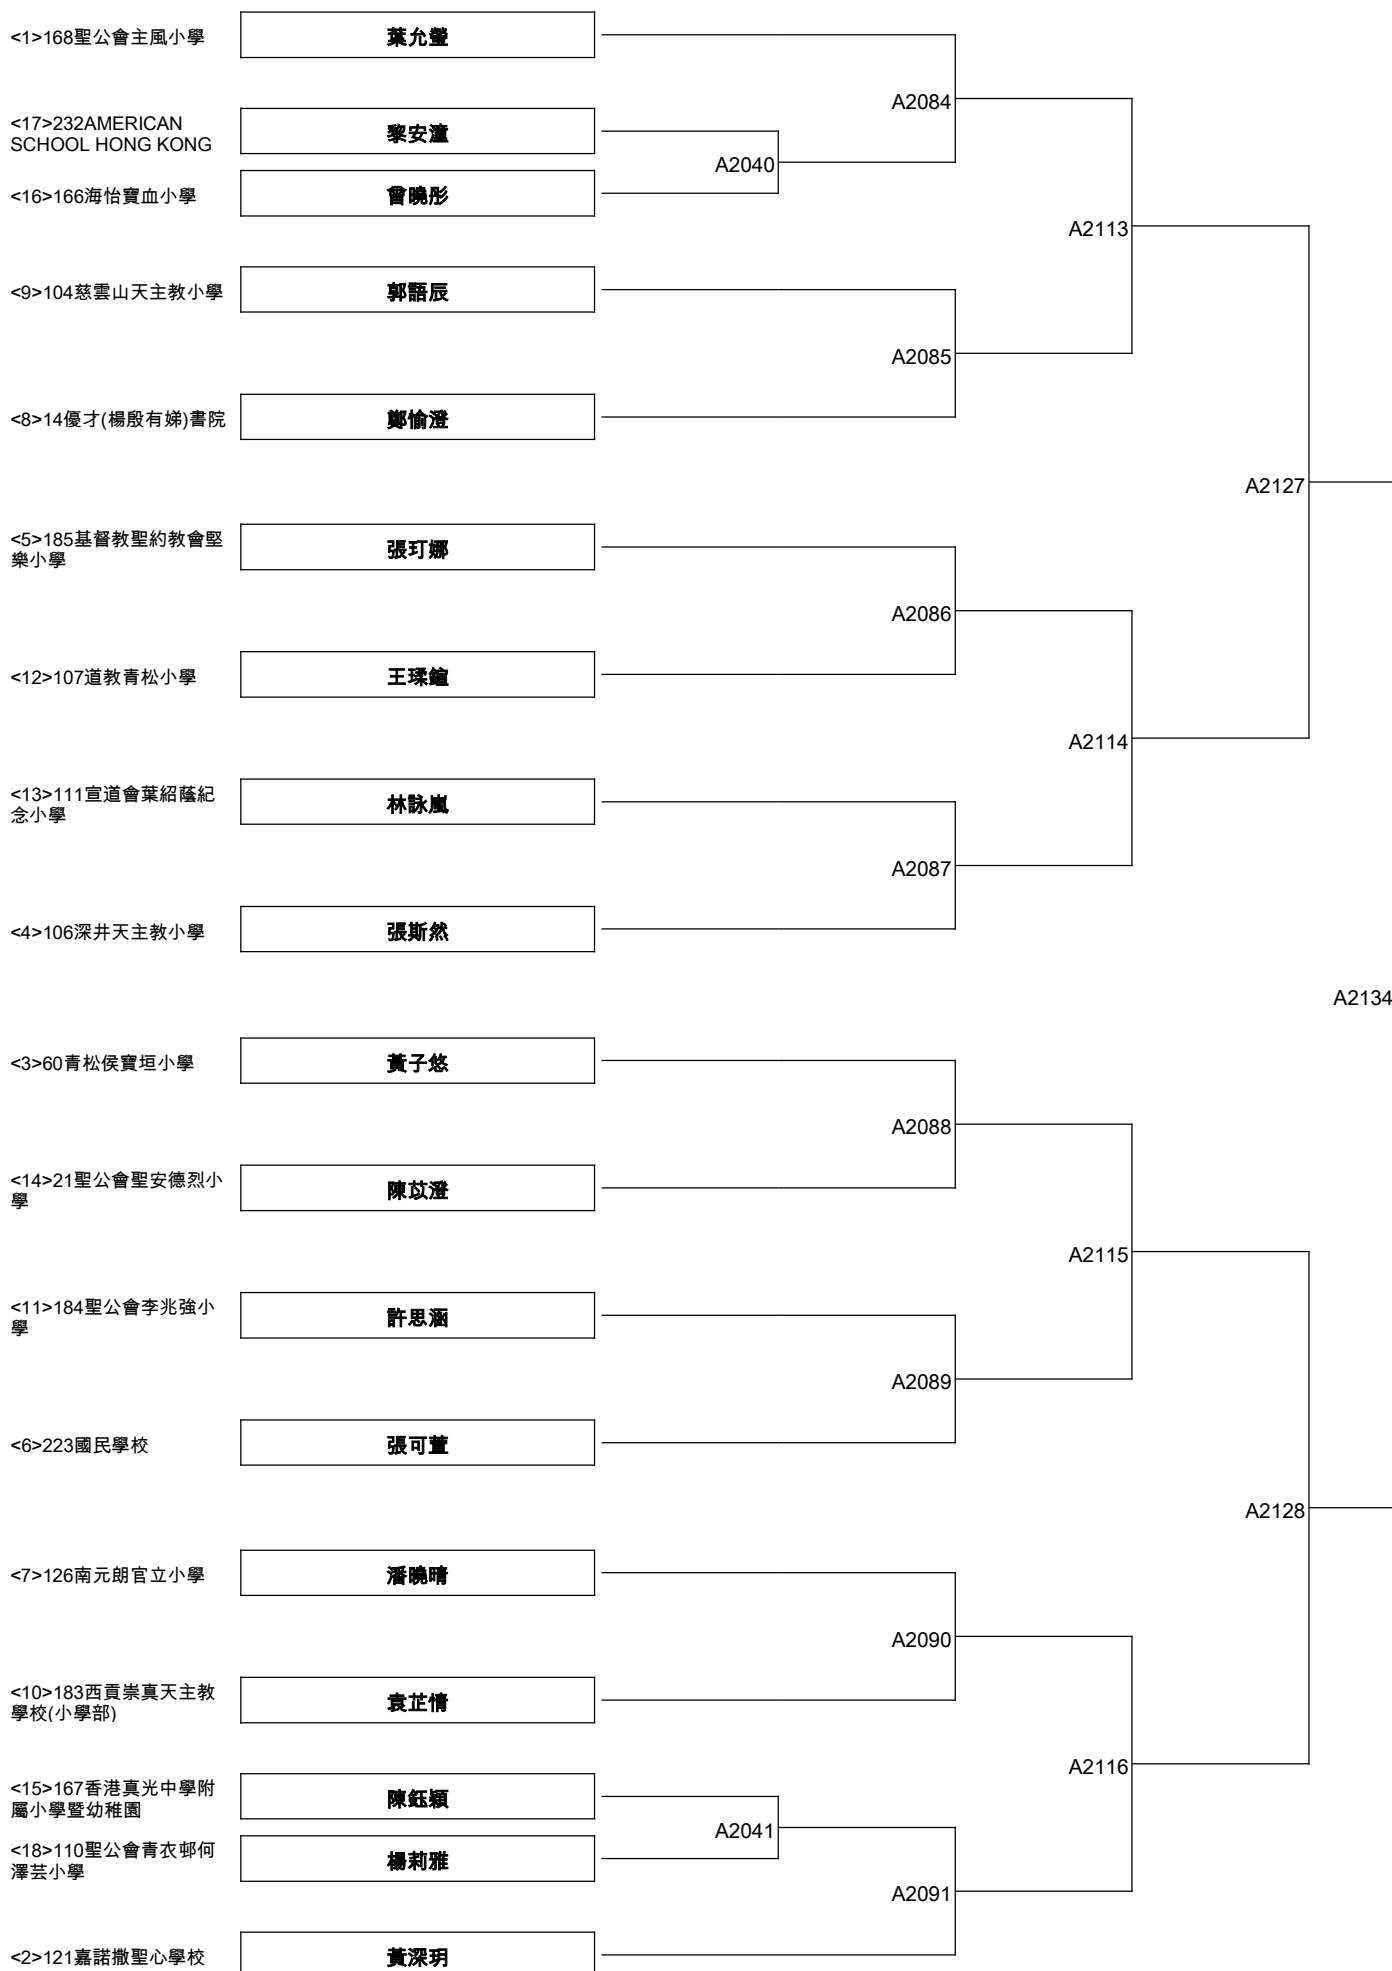 <1>168聖公會主風小學
葉允瑩
A2084
<17>232AMERICAN
SCHOOL HONG KONG
黎安潼
A2040
<16>166海怡寶血小學
曾曉彤
A2113
<9>104慈雲山天主教小學
郭語辰
A2085
<8>14優才(楊殷有娣)書院
鄭愉澄
A2127
<5>185基督教聖約教會堅
樂小學
張玎娜
A2086
<12>107道教青松小學
王瑈鍹
A2114
<13>111宣道會葉紹蔭紀
念小學
林詠嵐
A2087
<4>106深井天主教小學
張斯然
A2134
<3>60青松侯寶垣小學
黃子悠
A2088
<14>21聖公會聖安德烈小
學
陳苡澄
A2115
<11>184聖公會李兆強小
學
許思涵
A2089
<6>223國民學校
張可萱
A2128
<7>126南元朗官立小學
潘曉晴
A2090
<10>183西貢崇真天主教
學校(小學部)
袁芷情
A2116
<15>167香港真光中學附
屬小學暨幼稚園
陳鈺穎
A2041
<18>110聖公會青衣邨何
澤芸小學
楊莉雅
A2091
<2>121嘉諾撒聖心學校
黃深玥